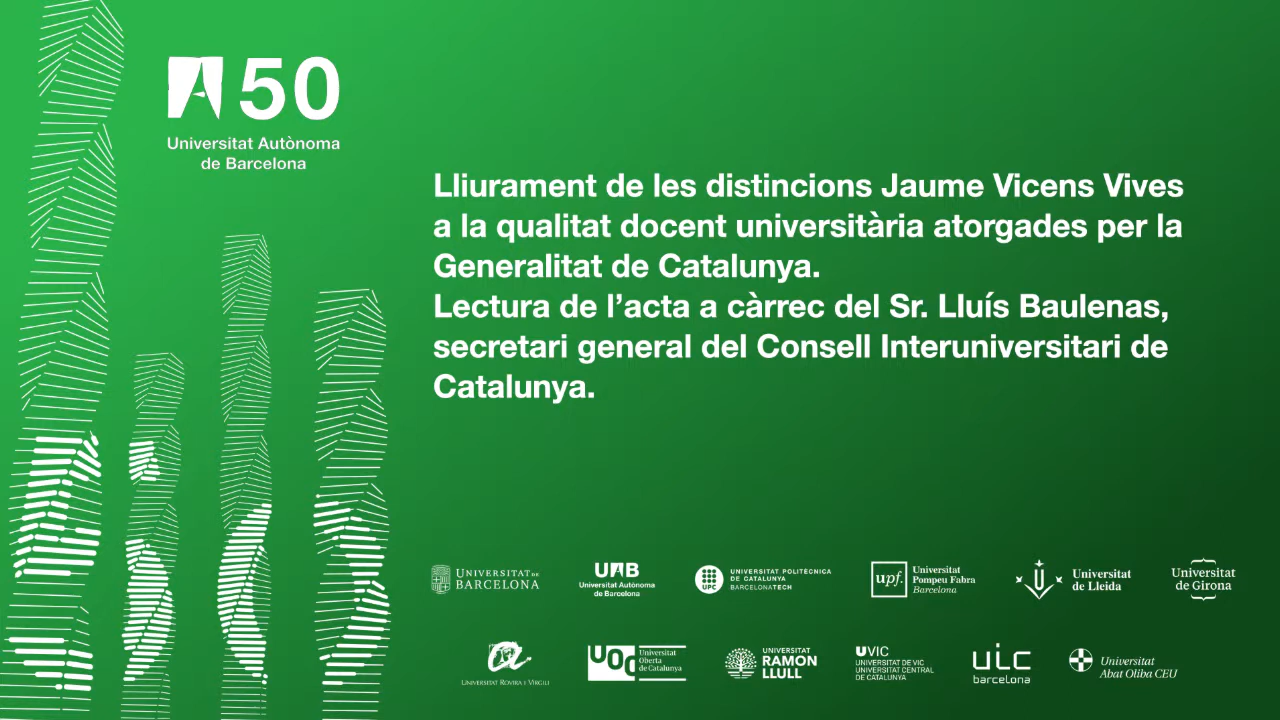 A50
Universitat Autònoma
de Barcelona
Lliurament de les distincions Jaume Vicens Vives
a la qualitat docent universitària atorgades per la
Generalitat de Catalunya.
Lectura de l’acta a càrrec del Sr. Lluís Baulenas,
secretari general del Consell Interuniversitari de
Catalunya.
UNIVERSITAT DE
BARCELONA
UAB
Universitat Autònoma
de Barcelona
UPC
UNIVERSITAT POLITÈCNICA
DE CATALUNYA
BARCELONATECH
upf.
Universitat
Pompeu Fabra
Barcelona
U
Universitat
de Lleida
Universitat
de Girona
UNIVERSITAT ROVIRA I VIRGILI
UOC
Universitat
Oberta
de Catalunya
UNIVERSITAT
RAMON
LLULL
UVIC
UNIVERSITAT DE VIC
UNIVERSITAT CENTRAL
DE CATALUNYA
uic
barcelona
Universitat
Abat Oliba CEU